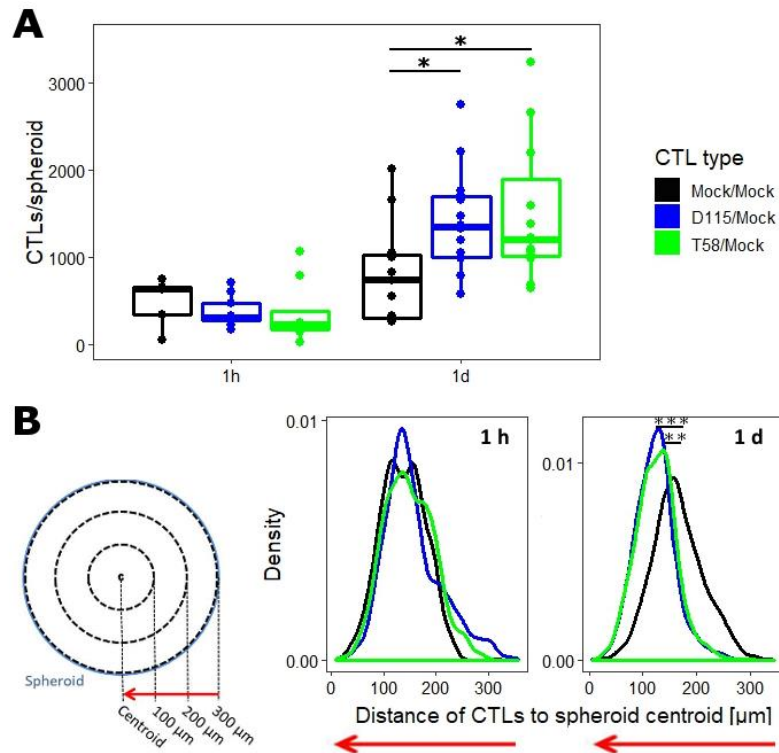 A
CTLs/spheroid
3000
2000
1000
0
*
*
1h
1d
CTL type
Mock/Mock
D115/Mock
T58/Mock
B
c
Spheroid
Centroid
100 µm
200 µm
300 µm
Density
0.01
0.00
1 h
0
100
200
300
0.01
0.00
1 d
***
**
0
100
200
300
Distance of CTLs to spheroid centroid [µm]